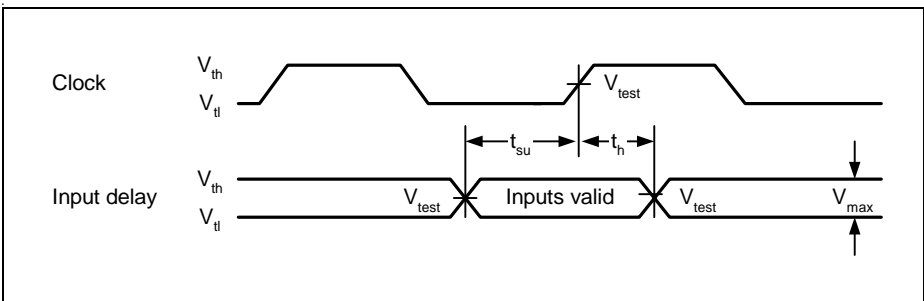 Clock
V_th
V_tl
V_test
t_su
t_h
Input delay
V_th
V_tl
V_test
Inputs valid
V_test
V_max